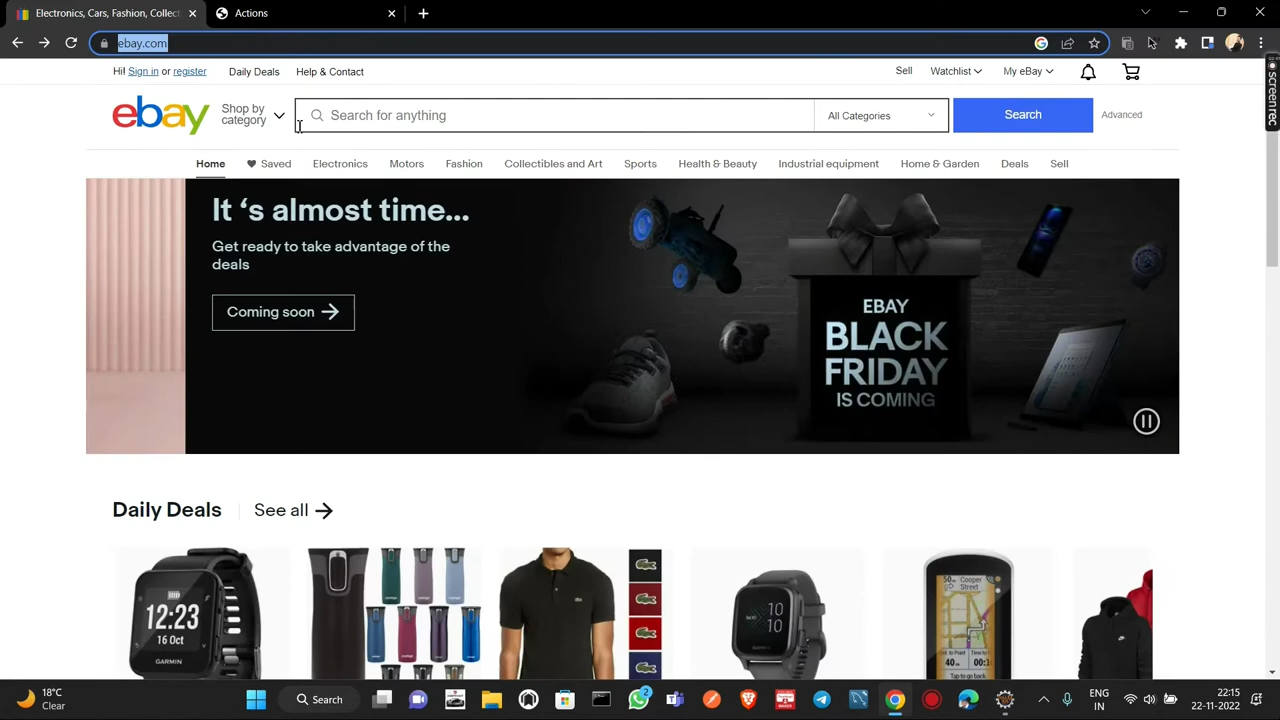 Electronics, Cars, Fashion, Collec
Actions
ebay.com
Hi! Sign in or register
Daily Deals
Help & Contact
Sell
Watchlist
My eBay
ebay
Shop by
category
Search for anything
All Categories
Search
Advanced
screenTec
Home
Saved
Electronics
Motors
Fashion
Collectibles and Art
Sports
Health & Beauty
Industrial equipment
Home & Garden
Deals
Sell
It ‘s almost time...
Get ready to take advantage of the
deals
Coming soon
EBAY
BLACK
FRIDAY
IS COMING
Daily Deals
See all
12:23
16 Oct
GARMIN
10
10
Cooper
Street
18°C
Clear
Search
2
ENG
IN
22:15
22-11-2022